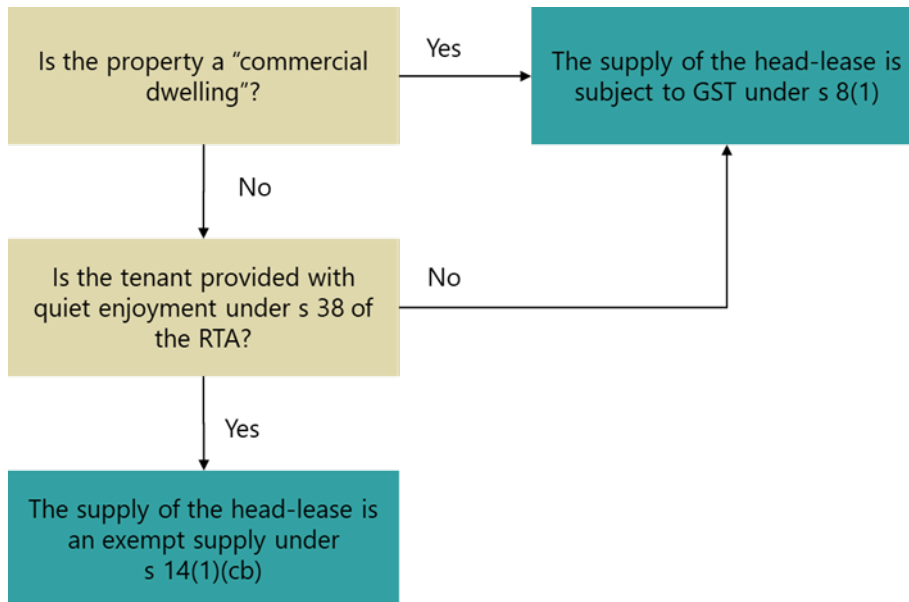 Is the property a “commercial
dwelling”?
Yes
The supply of the head-lease is
subject to GST under s 8(1)
No
Is the tenant provided with
quiet enjoyment under s 38 of
the RTA?
No
Yes
The supply of the head-lease is
an exempt supply under
s 14(1)(cb)